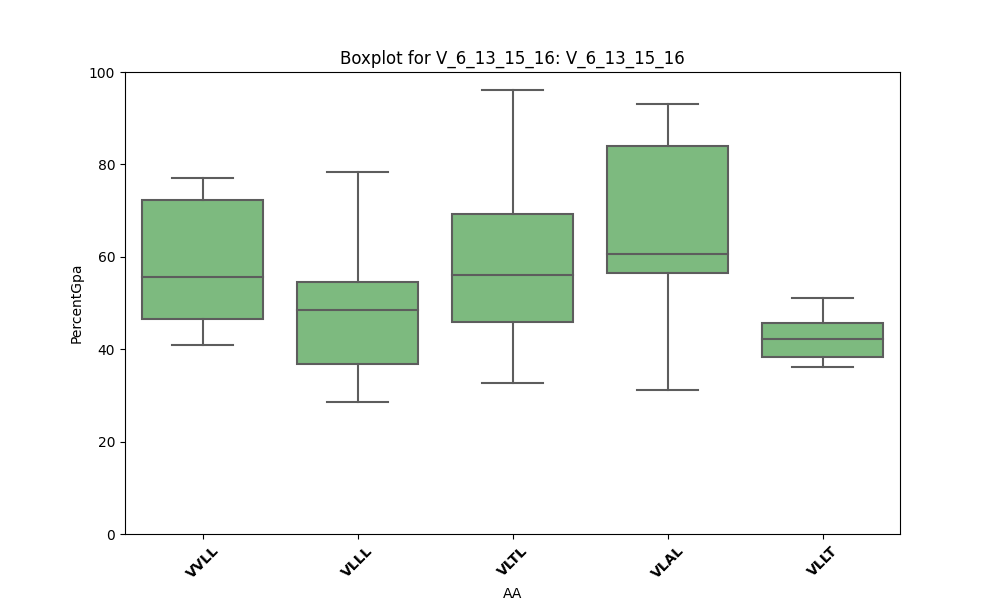 Boxplot for V_6_13_15_16: V_6_13_15_16
100
80
60
40
20
0
PercentGpa
VVLL
VLLL
VLTL
VLAL
VLLT
AA